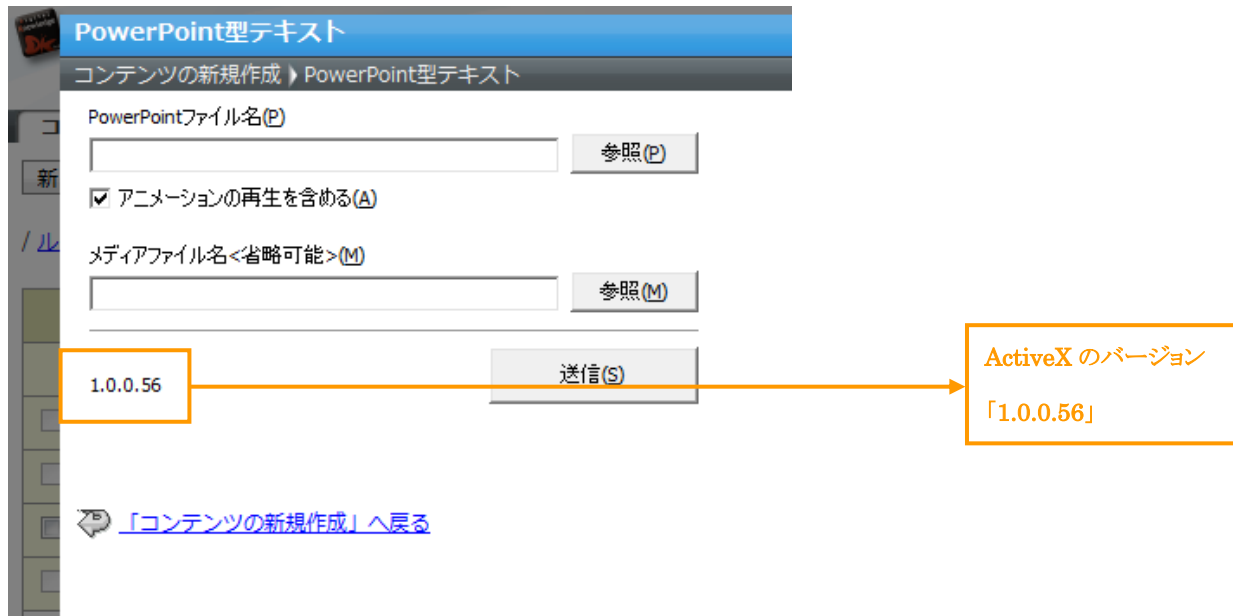 PowerPoint型テキスト
コンテンツの新規作成 ) PowerPoint型テキスト
PowerPointファイル名(P)
参照(P)
アニメーションの再生を含める(A)
メディアファイル名<省略可能>(M)
参照(M)
1.0.0.56
送信(S)
ActiveX のバージョン
「1.0.0.56」
「コンテンツの新規作成」へ戻る
コ
新
/ ル